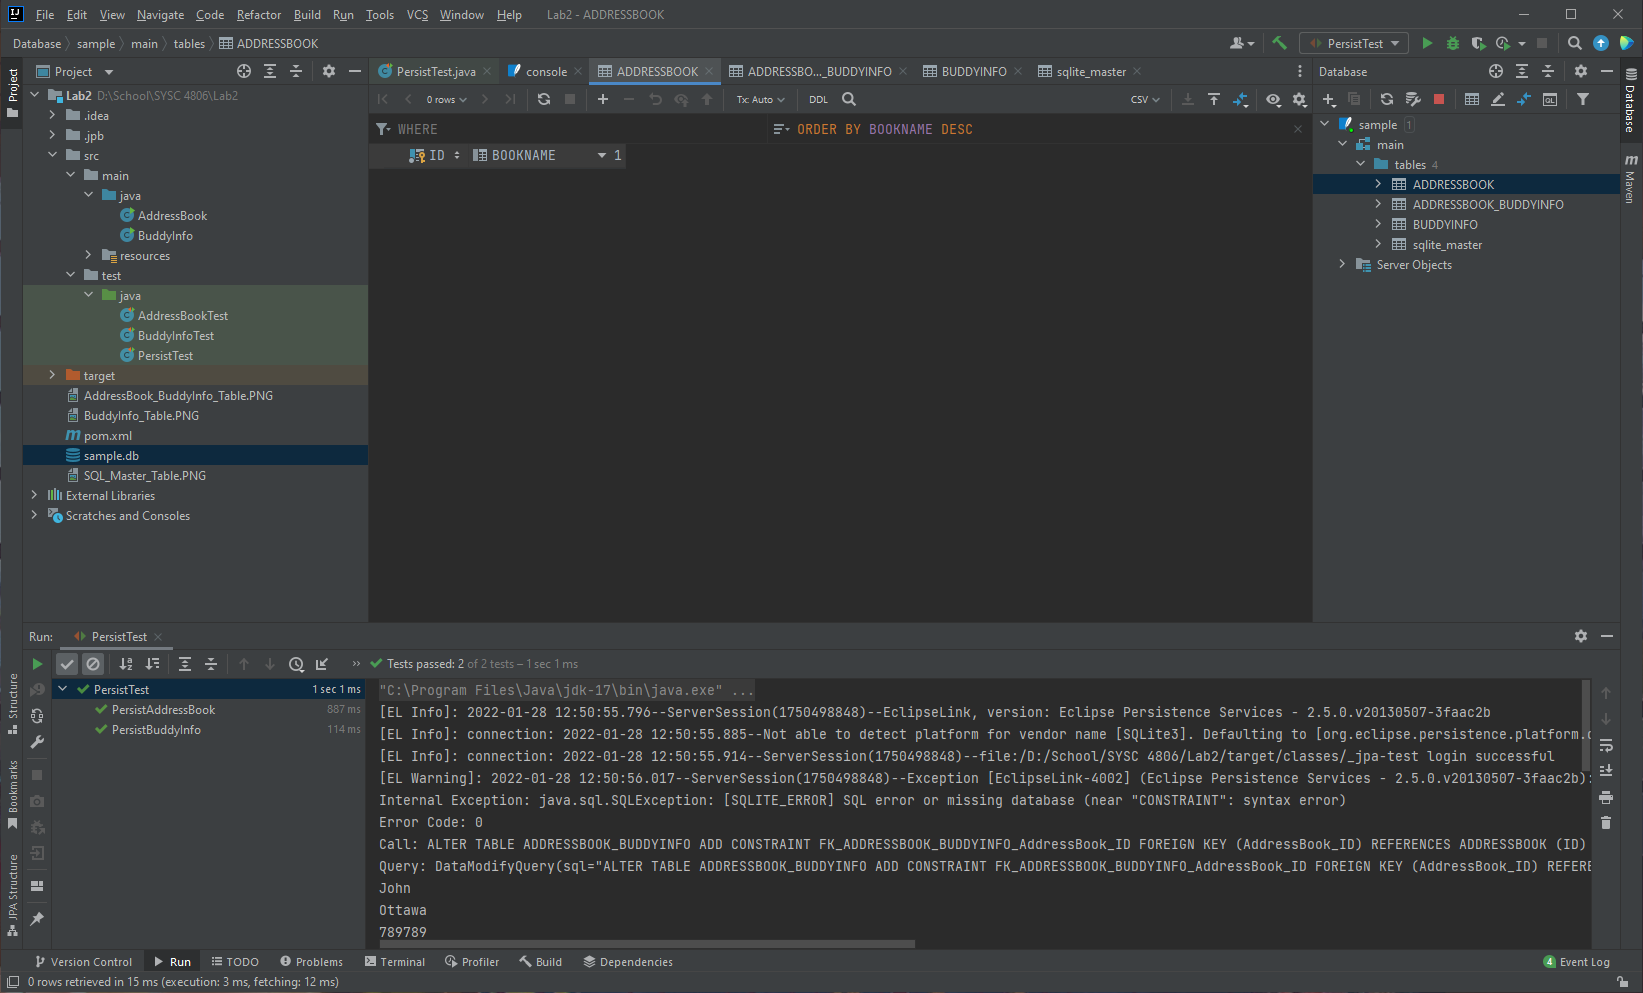 File Edit View Navigate Code Refactor Build Run Tools VCS Window Help Lab2 - ADDRESSBOOK
Database sample main tables ADDRESSBOOK
PersistTest
Project
Project
Lab2 D:\School\SYSC 4806\Lab2
.idea
.jpb
src
main
java
AddressBook
BuddyInfo
resources
test
java
AddressBookTest
BuddyInfoTest
PersistTest
target
AddressBook_BuddyInfo_Table.PNG
BuddyInfo_Table.PNG
pom.xml
sample.db
SQL_Master_Table.PNG
External Libraries
Scratches and Consoles
PersistTest.java console ADDRESSBOOK ADDRESSBO..._BUDDYINFO BUDDYINFO sqlite_master
0 rows Tx: Auto DDL CSV
WHERE ORDER BY BOOKNAME DESC
ID BOOKNAME 1
Database
sample 1
main
tables 4
ADDRESSBOOK
ADDRESSBOOK_BUDDYINFO
BUDDYINFO
sqlite_master
Server Objects
Database
Maven
Run: PersistTest
Tests passed: 2 of 2 tests – 1 sec 1 ms
PersistTest 1 sec 1 ms
PersistAddressBook 887 ms
PersistBuddyInfo 114 ms
"C:\Program Files\Java\jdk-17\bin\java.exe" ...
[EL Info]: 2022-01-28 12:50:55.796--ServerSession(1750498848)--EclipseLink, version: Eclipse Persistence Services - 2.5.0.v20130507-3faac2b
[EL Info]: connection: 2022-01-28 12:50:55.885--Not able to detect platform for vendor name [SQLite3]. Defaulting to [org.eclipse.persistence.platform.
[EL Info]: connection: 2022-01-28 12:50:55.914--ServerSession(1750498848)--file:/D:/School/SYSC 4806/Lab2/target/classes/_jpa-test login successful
[EL Warning]: 2022-01-28 12:50:56.017--ServerSession(1750498848)--Exception [EclipseLink-4002] (Eclipse Persistence Services - 2.5.0.v20130507-3faac2b):
Internal Exception: java.sql.SQLException: [SQLITE_ERROR] SQL error or missing database (near "CONSTRAINT": syntax error)
Error Code: 0
Call: ALTER TABLE ADDRESSBOOK_BUDDYINFO ADD CONSTRAINT FK_ADDRESSBOOK_BUDDYINFO_AddressBook_ID FOREIGN KEY (AddressBook_ID) REFERENCES ADDRESSBOOK (ID)
Query: DataModifyQuery(sql="ALTER TABLE ADDRESSBOOK_BUDDYINFO ADD CONSTRAINT FK_ADDRESSBOOK_BUDDYINFO_AddressBook_ID FOREIGN KEY (AddressBook_ID) REFERE
John
Ottawa
789789
Structure
Bookmarks
JPA Structure
Version Control Run TODO Problems Terminal Profiler Build Dependencies 4 Event Log
0 rows retrieved in 15 ms (execution: 3 ms, fetching: 12 ms)